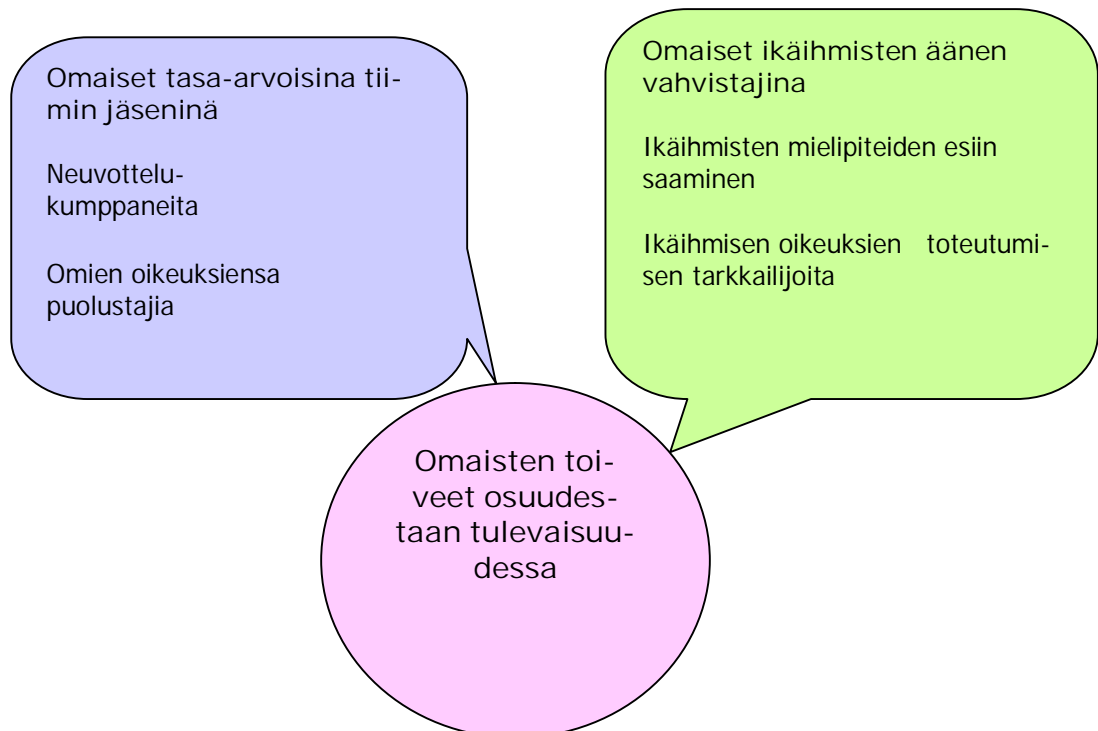 Omaiset tasa-arvoisina tii-
min jäseninä
Neuvottelu-
kumppaneita
Omien oikeuksiensa
puolustajia
Omaiset ikäihmisten äänen
vahvistajina
Ikäihmisten mielipiteiden esiin
saaminen
Ikäihmisen oikeuksien toteutumi-
sen tarkkailijoita
Omaisten toi-
veet osuudes-
taan tulevaisuu-
dessa